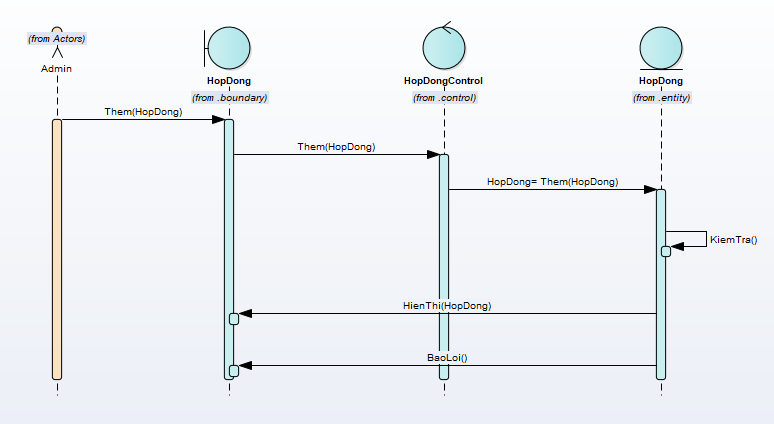 (from Actors)
Admin
HopDong
(from .boundary)
HopDongControl
(from .control)
HopDong
(from .entity)
Them(HopDong)
Them(HopDong)
HopDong= Them(HopDong)
KiemTra()
HienThi(HopDong)
BaoLoi()